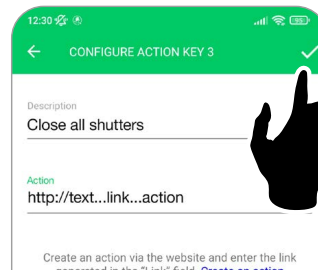 12:30
99
CONFIGURE ACTION KEY 3
Description
Close all shutters
Action
http://text...link...action
Create an action via the website and enter the link
generated in the "Link" field. Create an action